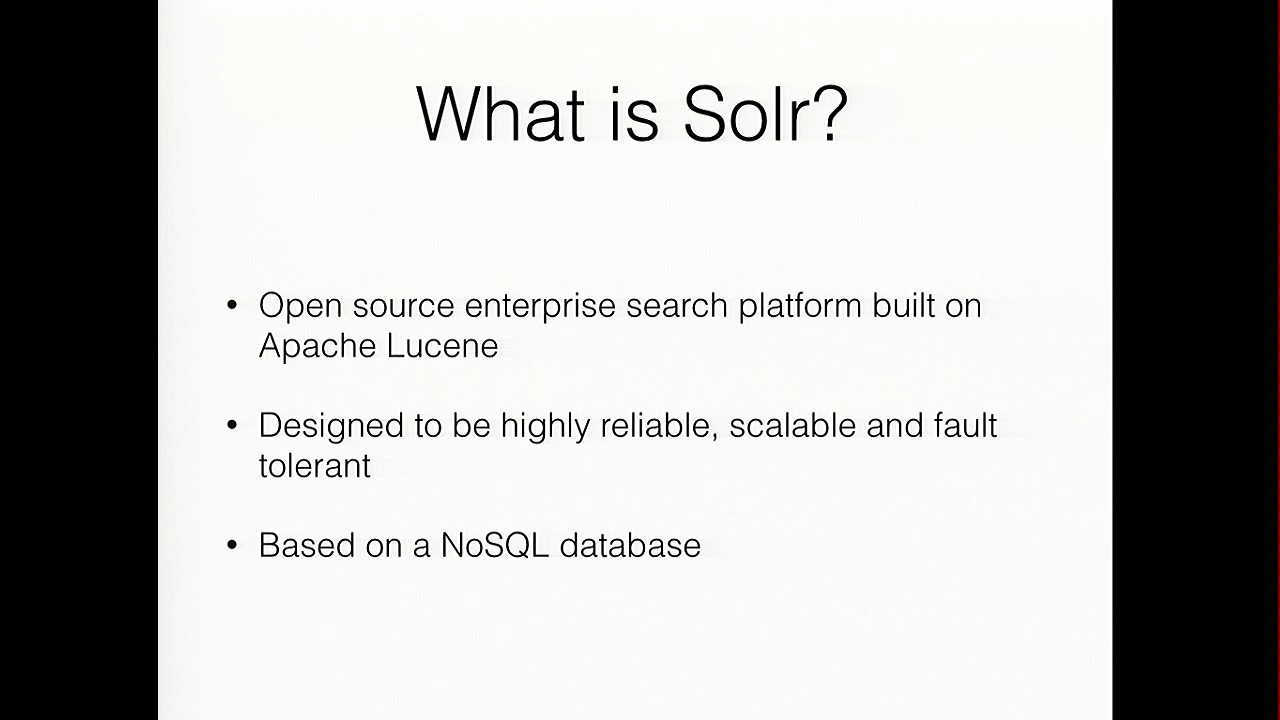 What is Solr?
• Open source enterprise search platform built on
Apache Lucene
• Designed to be highly reliable, scalable and fault
tolerant
• Based on a NoSQL database